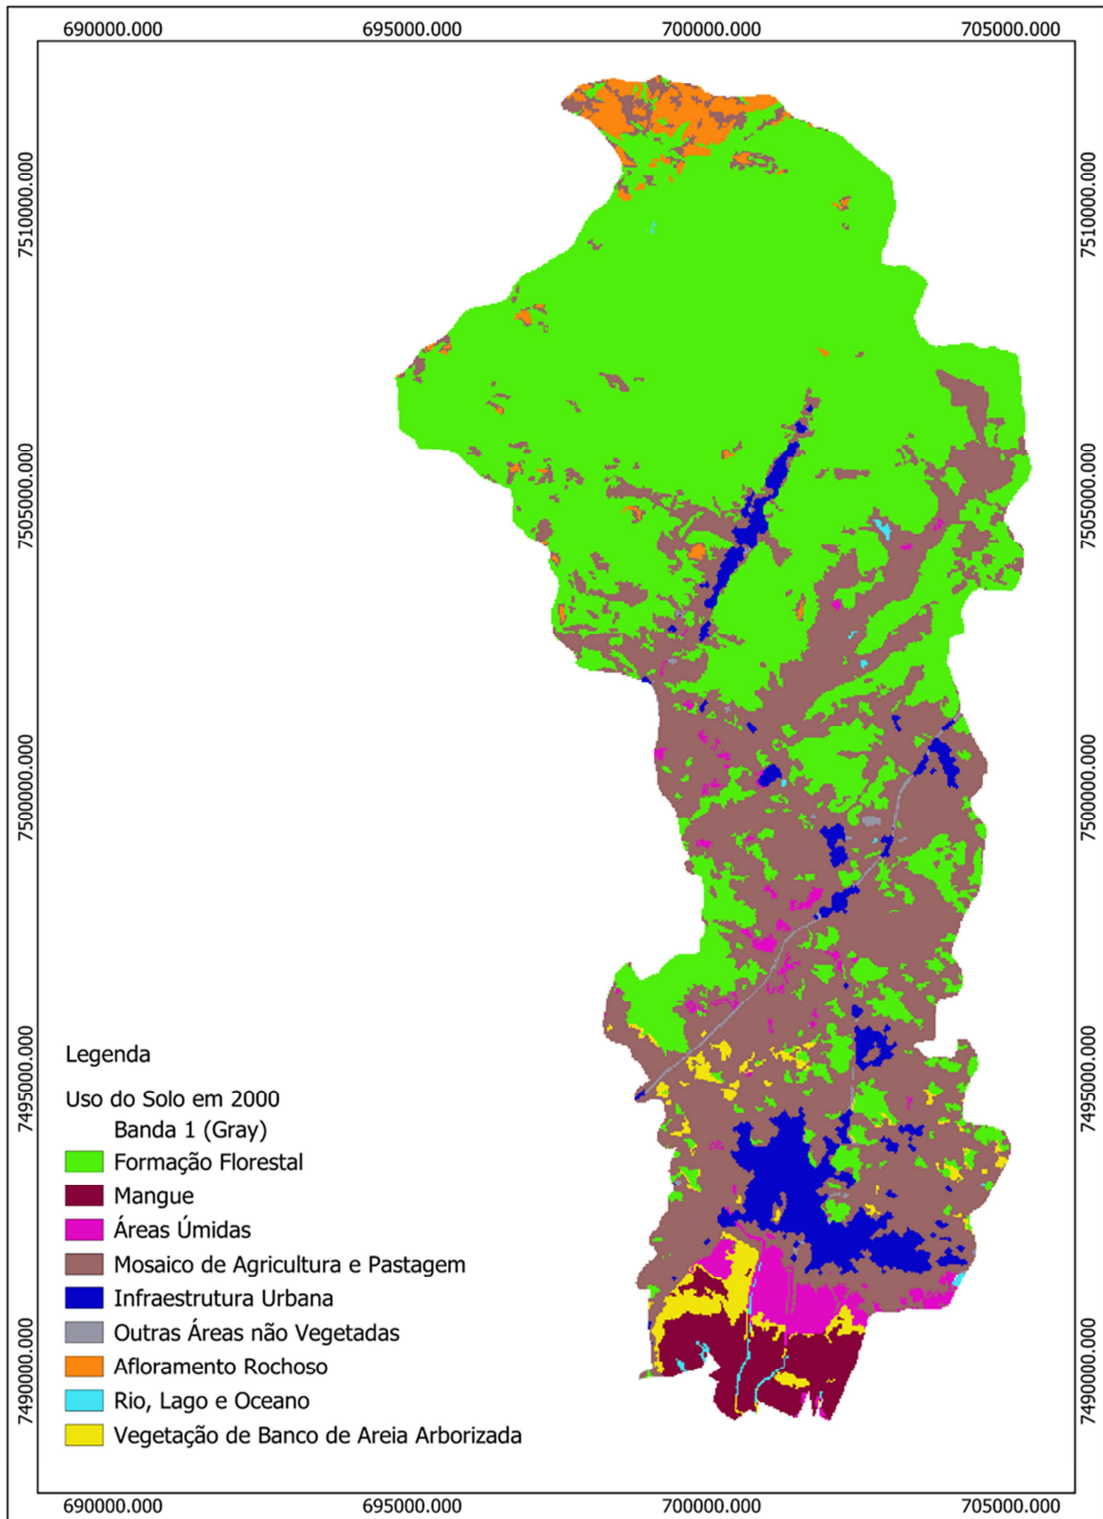 690000.000 695000.000 700000.000 705000.000
7510000.000 7510000.000
7505000.000 7505000.000
7500000.000 7500000.000
7495000.000 7495000.000
Legenda
Uso do Solo em 2000
Banda 1 (Gray)
Formação Florestal
Mangue
Áreas Úmidas
Mosaico de Agricultura e Pastagem
Infraestrutura Urbana
Outras Áreas não Vegetadas
Afloramento Rochoso
Rio, Lago e Oceano
Vegetação de Banco de Areia Arborizada
7490000.000 7490000.000
690000.000 695000.000 700000.000 705000.000